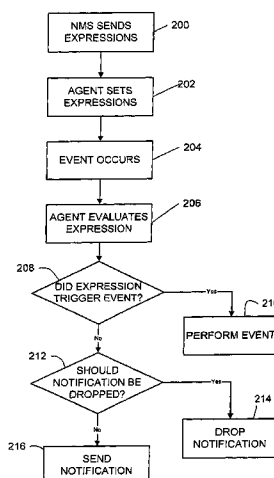 NMS SENDS
EXPRESSIONS
200
AGENT SETS
EXPRESSIONS
202
EVENT OCCURS
204
AGENT EVALUATES
EXPRESSION
206
208
DID EXPRESSION
TRIGGER EVENT?
Yes
210
PERFORM EVENT
No
212
SHOULD
NOTIFICATION BE
DROPPED?
Yes
214
DROP
NOTIFICATION
No
216
SEND
NOTIFICATION